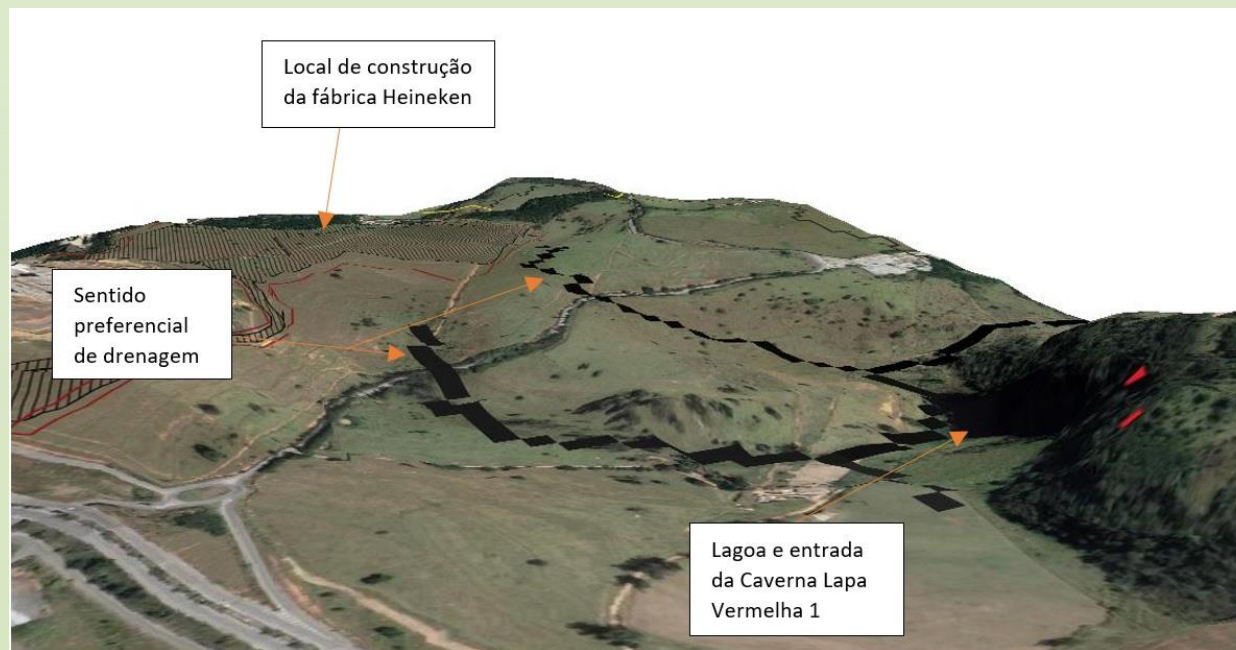 Local de construção
da fábrica Heineken
Sentido
preferencial
de drenagem
Lagoa e entrada
da Caverna Lapa
Vermelha 1